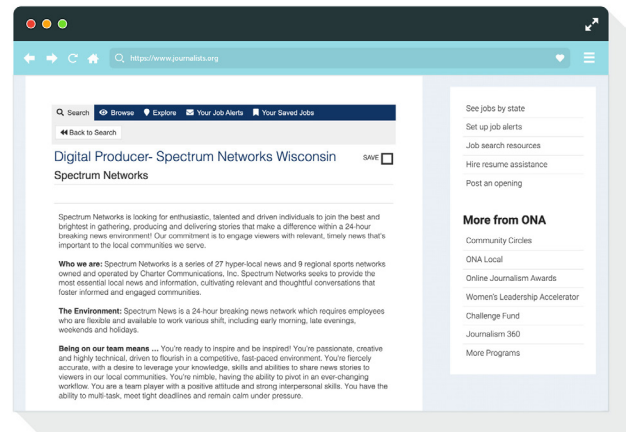 https://www.journalists.org
Search Browse Explore Your Job Alerts Your Saved Jobs
Back to Search
Digital Producer- Spectrum Networks Wisconsin SAVE
Spectrum Networks
Spectrum Networks is looking for enthusiastic, talented and driven individuals to join the best and
brightest in gathering, producing and delivering stories that make a difference within a 24-hour
breaking news environment! Our commitment is to engage viewers with relevant, timely news that's
important to the local communities we serve.
Who we are: Spectrum Networks is a series of 27 hyper-local news and 9 regional sports networks
owned and operated by Charter Communications, Inc. Spectrum Networks seeks to provide the
most essential local news and information, cultivating relevant and thoughtful conversations that
foster informed and engaged communities.
The Environment: Spectrum News is a 24-hour breaking news network which requires employees
who are flexible and available to work various shift, including early morning, late evenings,
weekends and holidays.
Being on our team means ... You're ready to inspire and be inspired! You're passionate, creative
and highly technical, driven to flourish in a competitive, fast-paced environment. You're fiercely
accurate, with a desire to leverage your knowledge, skills and abilities to share news stories to
viewers in our local communities. You're nimble, having the ability to pivot in an ever-changing
workflow. You are a team player with a positive attitude and strong interpersonal skills. You have the
ability to multi-task, meet tight deadlines and remain calm under pressure.
See jobs by state
Set up job alerts
Job search resources
Hire resume assistance
Post an opening
More from ONA
Community Circles
ONA Local
Online Journalism Awards
Women's Leadership Accelerator
Challenge Fund
Journalism 360
More Programs